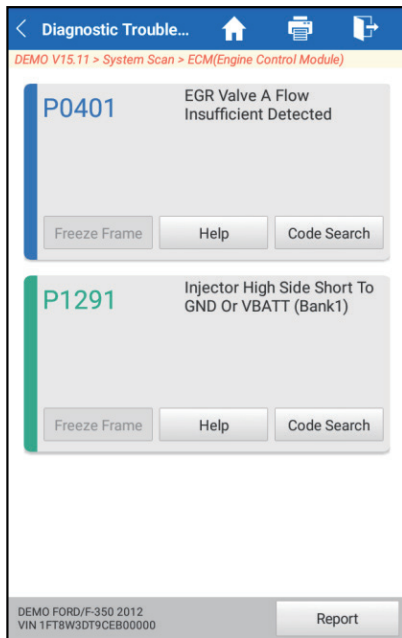 Diagnostic Trouble...
DEMO V15.11 > System Scan > ECM(Engine Control Module)
P0401
EGR Valve A Flow
Insufficient Detected
Freeze Frame
Help
Code Search
P1291
Injector High Side Short To
GND Or VBATT (Bank1)
Freeze Frame
Help
Code Search
DEMO FORD/F-350 2012
VIN 1FT8W3DT9CEB00000
Report